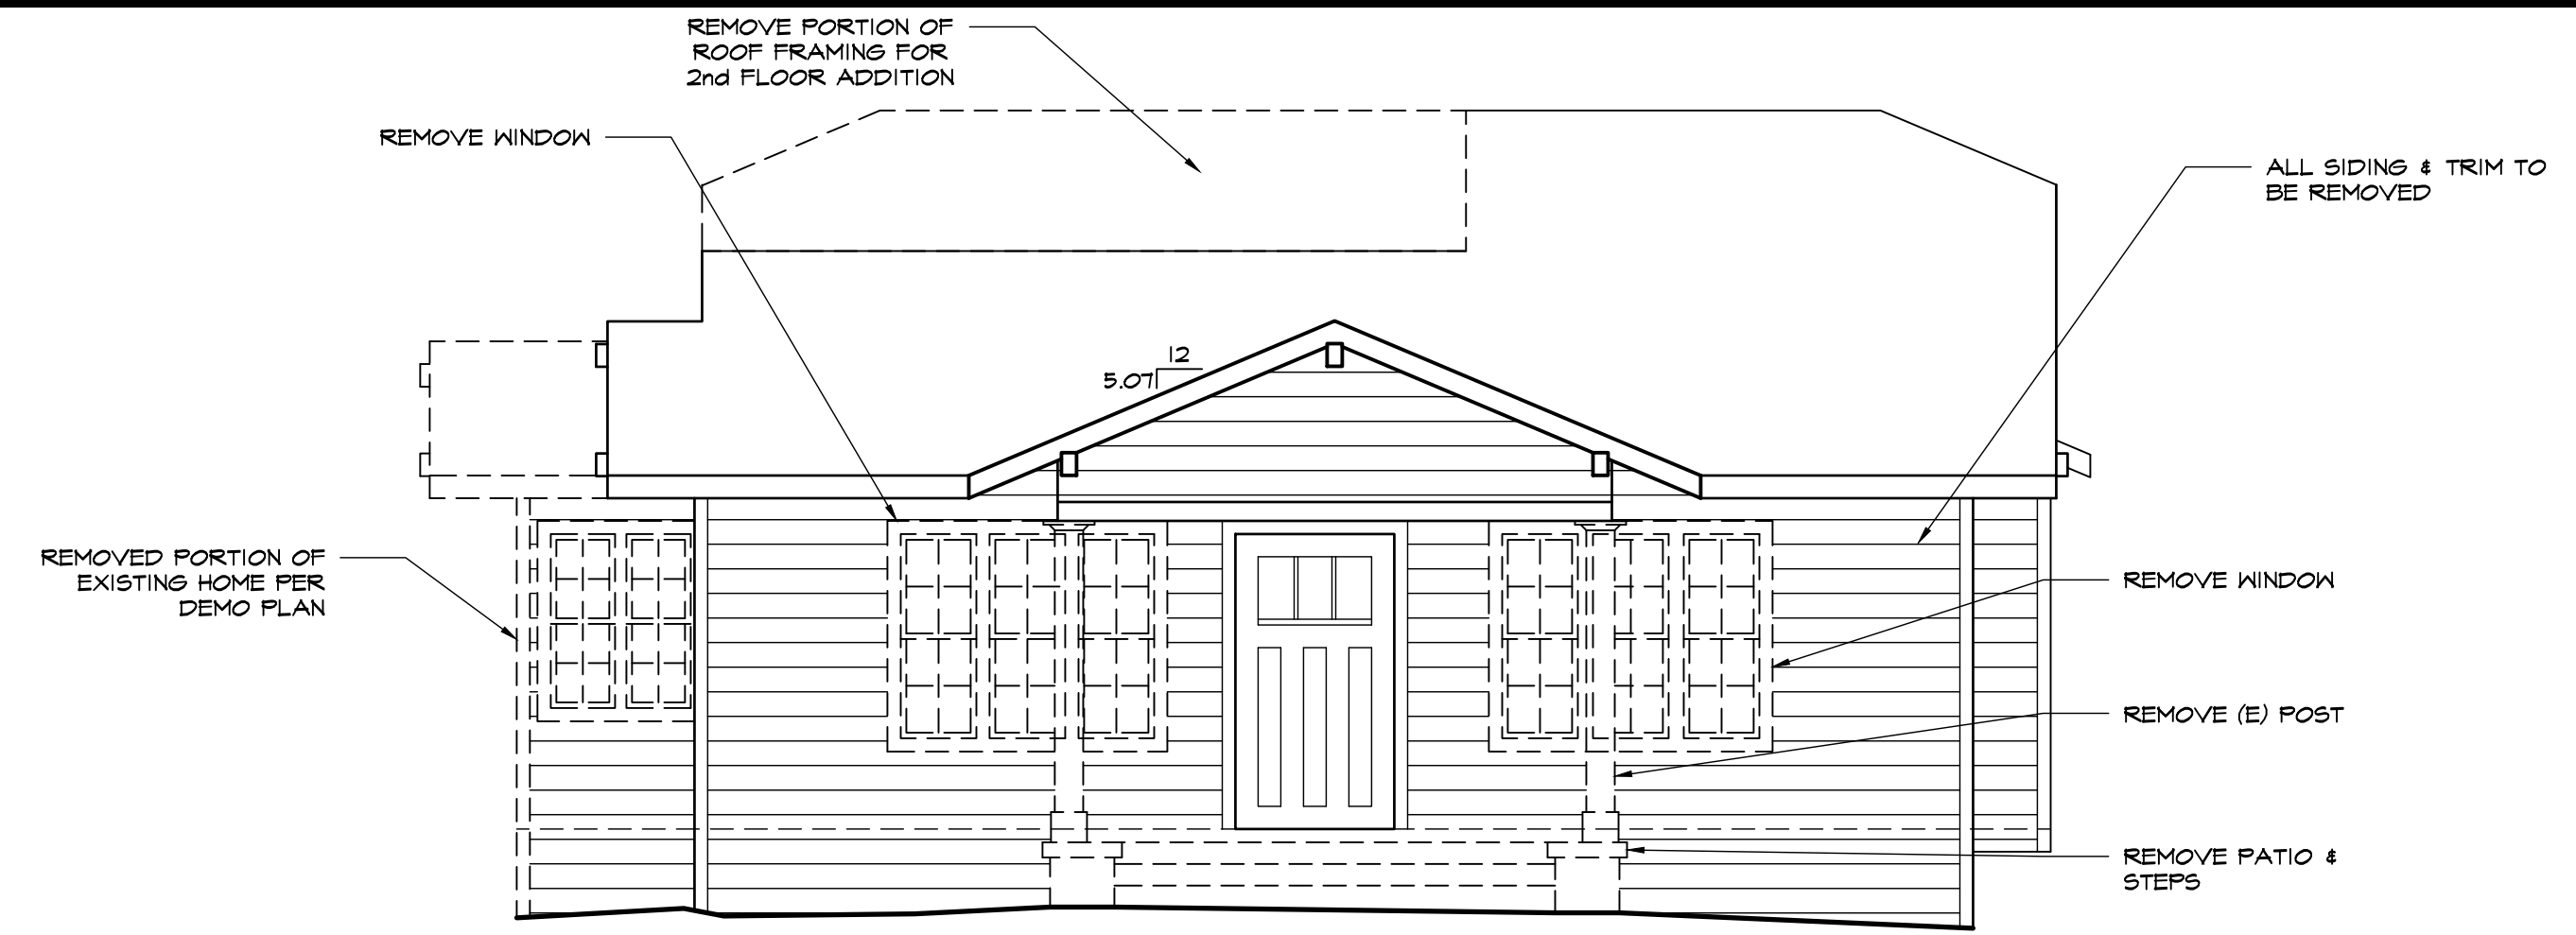 REMOVE PORTION OF
ROOF FRAMING FOR
2nd FLOOR ADDITION
REMOVE WINDOW
ALL SIDING & TRIM TO
BE REMOVED
12
5.07
REMOVED PORTION OF
EXISTING HOME PER
DEMO PLAN
REMOVE WINDOW
REMOVE (E) POST
REMOVE PATIO &
STEPS